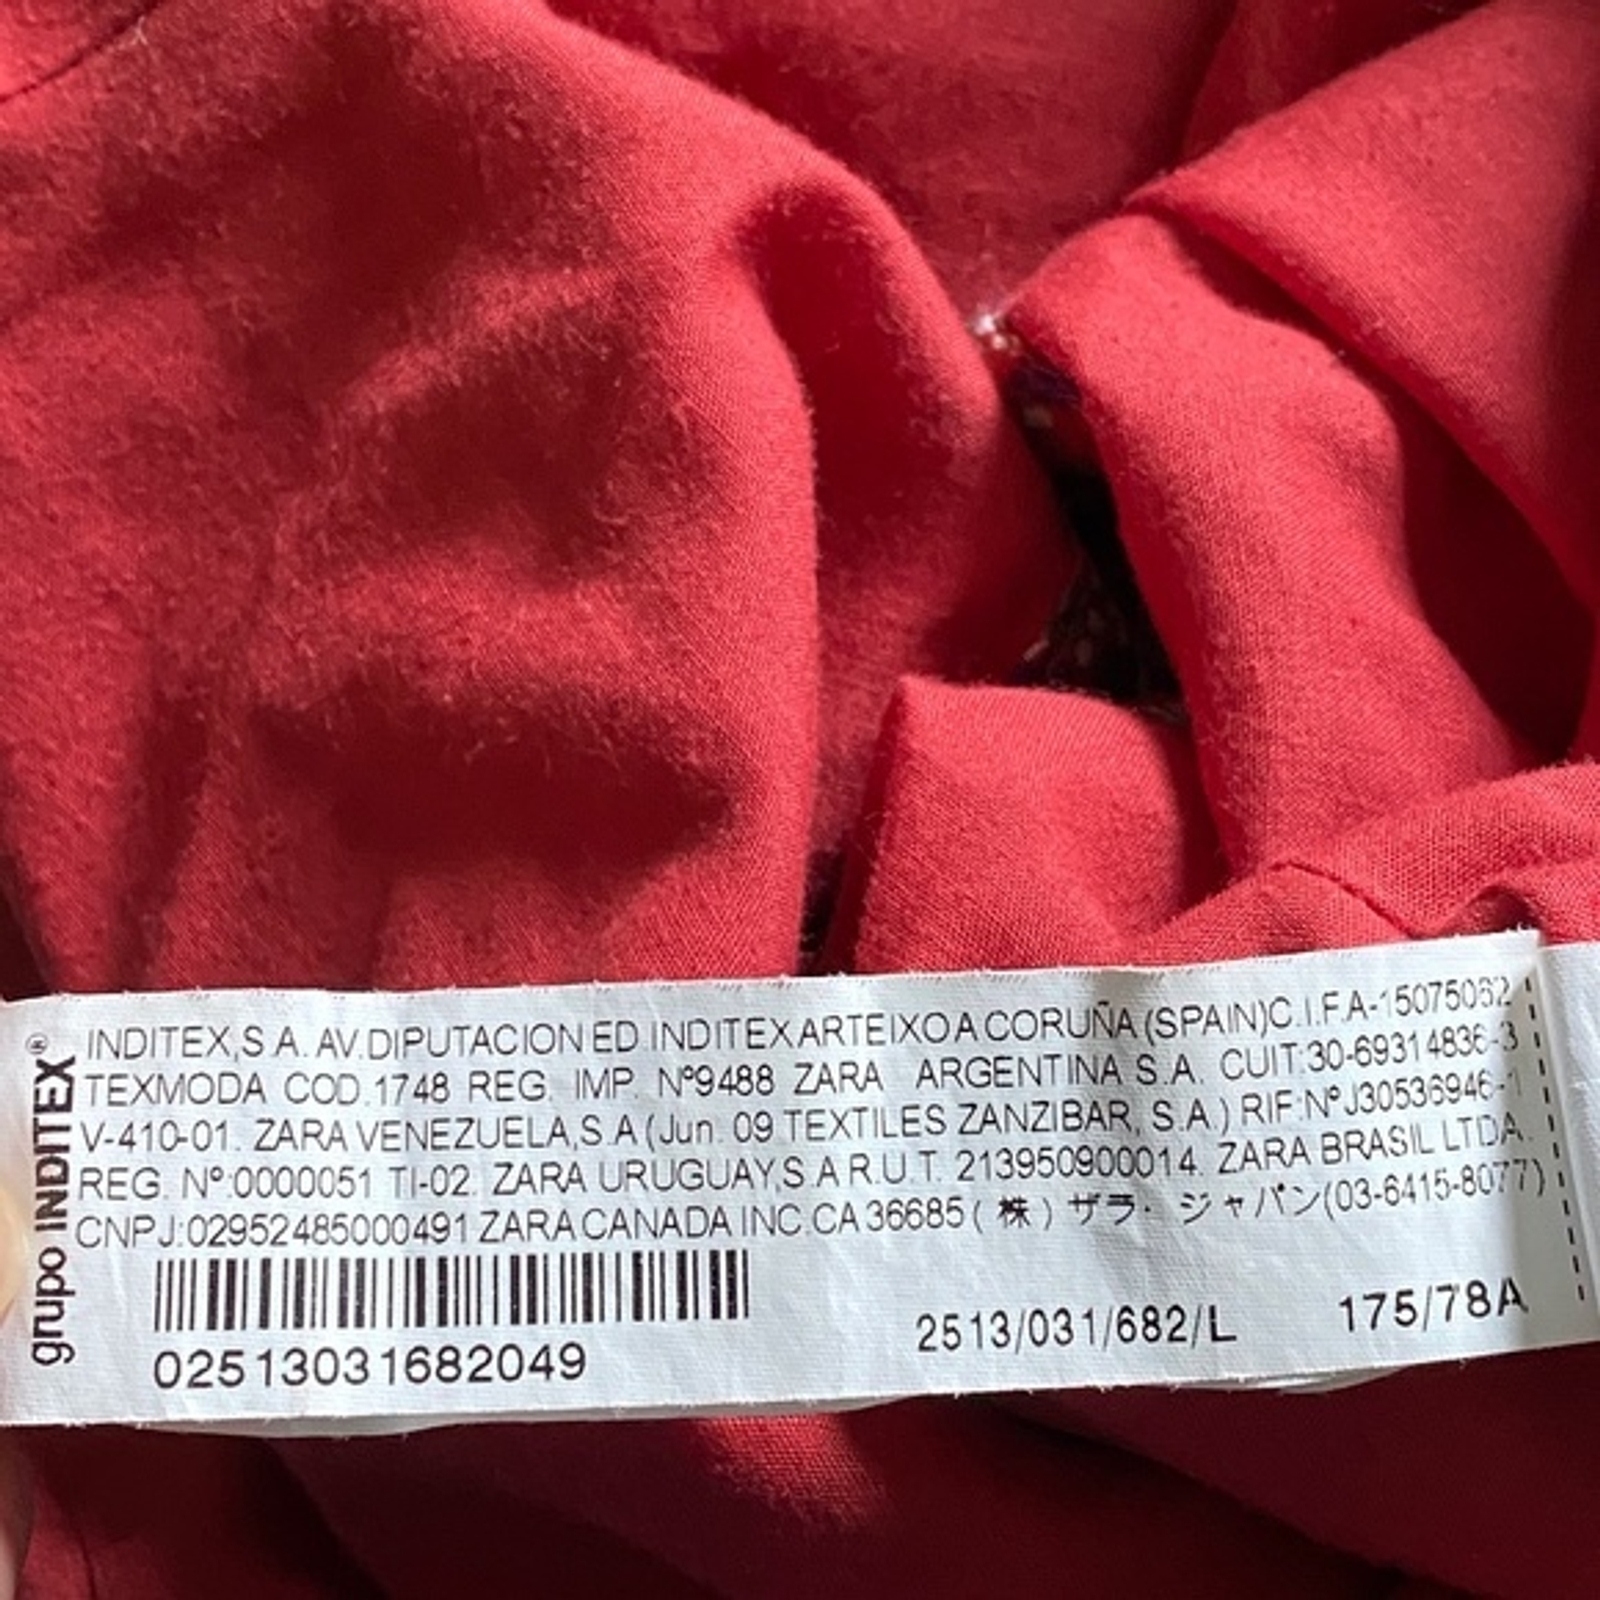 grupo INDITEX®
INDITEX,S.A. AV.DIPUTACION ED INDITEX ARTEIXO A CORUÑA (SPAIN)C.I.F.A-15075062
TEXMODA COD.1748 REG. IMP. Nº9488 ZARA ARGENTINA S.A. CUIT:30-69314836-3
V-410-01. ZARA VENEZUELA,S.A (Jun. 09 TEXTILES ZANZIBAR, S.A.) RIF:Nº J30536946-1
REG. Nº:0000051 TI-02. ZARA URUGUAY,S A R.U.T. 213950900014. ZARA BRASIL LTDA.
CNPJ:02952485000491 ZARA CANADA INC.CA 36685 (株) ザラ・ジャパン(03-6415-8077)
02513031682049
2513/031/682/L 175/78A